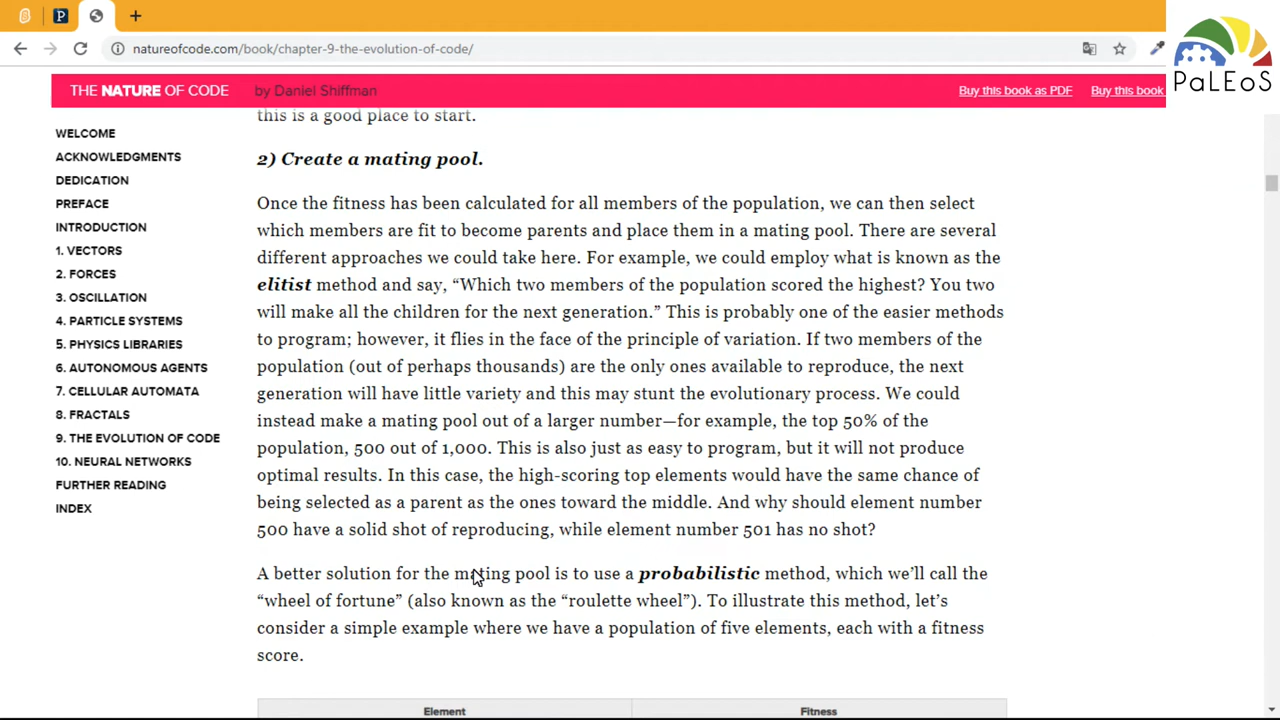 natureofcode.com/book/chapter-9-the-evolution-of-code/
PaLEoS
THE NATURE OF CODE by Daniel Shiffman Buy this book as PDF Buy this book
this is a good place to start.
WELCOME
ACKNOWLEDGMENTS
DEDICATION
PREFACE
INTRODUCTION
1. VECTORS
2. FORCES
3. OSCILLATION
4. PARTICLE SYSTEMS
5. PHYSICS LIBRARIES
6. AUTONOMOUS AGENTS
7. CELLULAR AUTOMATA
8. FRACTALS
9. THE EVOLUTION OF CODE
10. NEURAL NETWORKS
FURTHER READING
INDEX
2) Create a mating pool.
Once the fitness has been calculated for all members of the population, we can then select
which members are fit to become parents and place them in a mating pool. There are several
different approaches we could take here. For example, we could employ what is known as the
elitist method and say, “Which two members of the population scored the highest? You two
will make all the children for the next generation.” This is probably one of the easier methods
to program; however, it flies in the face of the principle of variation. If two members of the
population (out of perhaps thousands) are the only ones available to reproduce, the next
generation will have little variety and this may stunt the evolutionary process. We could
instead make a mating pool out of a larger number—for example, the top 50% of the
population, 500 out of 1,000. This is also just as easy to program, but it will not produce
optimal results. In this case, the high-scoring top elements would have the same chance of
being selected as a parent as the ones toward the middle. And why should element number
500 have a solid shot of reproducing, while element number 501 has no shot?
A better solution for the mating pool is to use a probabilistic method, which we’ll call the
“wheel of fortune” (also known as the “roulette wheel”). To illustrate this method, let’s
consider a simple example where we have a population of five elements, each with a fitness
score.
Element Fitness